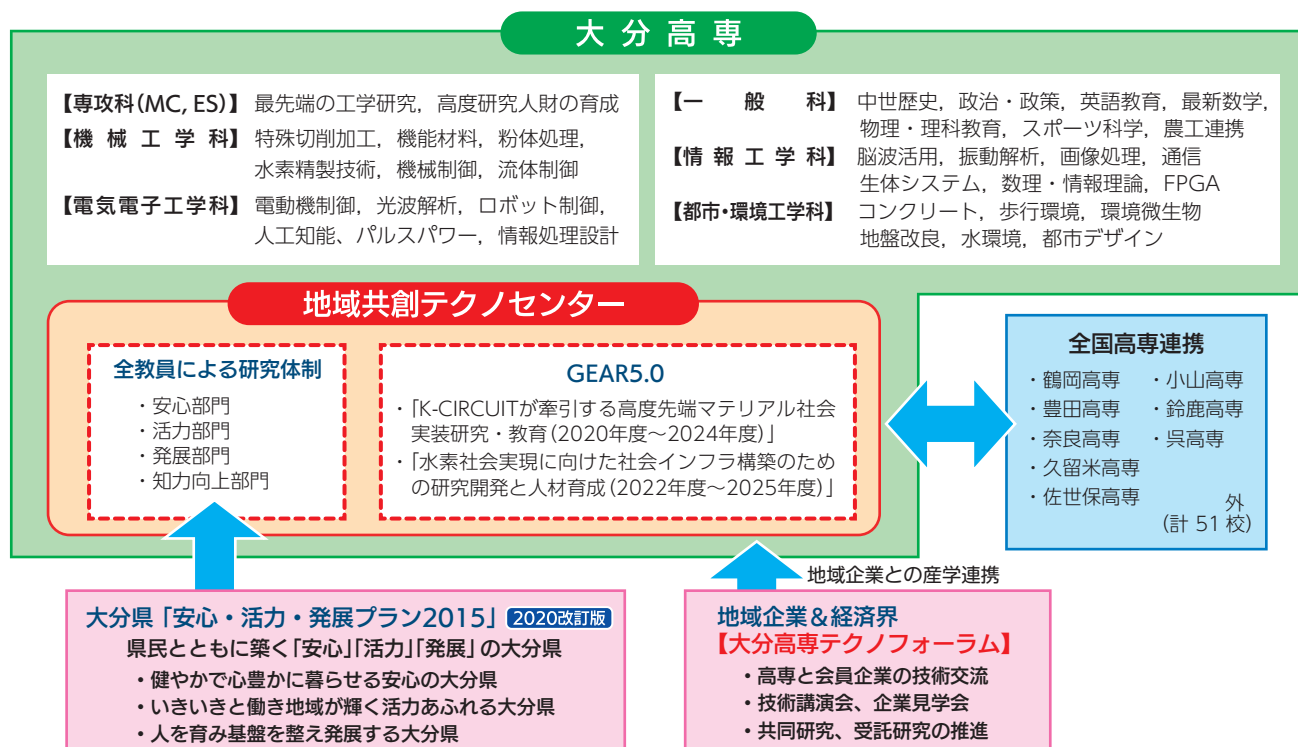 大分高専
【専攻科(MC, ES)】 最先端の工学研究，高度研究人財の育成
【機械工学科】 特殊切削加工，機能材料，粉体処理，
水素精製技術，機械制御，流体制御
【電気電子工学科】 電動機制御，光波解析，ロボット制御，
人工知能、パルスパワー，情報処理設計
【一般科】 中世歴史，政治・政策，英語教育，最新数学，
物理・理科教育，スポーツ科学，農工連携
【情報工学科】 脳波活用，振動解析，画像処理，通信
生体システム，数理・情報理論，FPGA
【都市・環境工学科】 コンクリート，歩行環境，環境微生物
地盤改良，水環境，都市デザイン
地域共創テクノセンター
全教員による研究体制
・安心部門
・活力部門
・発展部門
・知力向上部門
GEAR5.0
・「K-CIRCUITが牽引する高度先端マテリアル社会
実装研究・教育(2020年度～2024年度)」
・「水素社会実現に向けた社会インフラ構築のため
の研究開発と人材育成(2022年度～2025年度)」
全国高専連携
・鶴岡高専 ・小山高専
・豊田高専 ・鈴鹿高専
・奈良高専 ・呉高専
・久留米高専
・佐世保高専
外
(計 51 校)
地域企業との産学連携
大分県「安心・活力・発展プラン2015」 2020改訂版
県民とともに築く「安心」「活力」「発展」の大分県
・健やかで心豊かに暮らせる安心の大分県
・いきいきと働き地域が輝く活力あふれる大分県
・人を育み基盤を整え発展する大分県
地域企業＆経済界
【大分高専テクノフォーラム】
・高専と会員企業の技術交流
・技術講演会、企業見学会
・共同研究、受託研究の推進